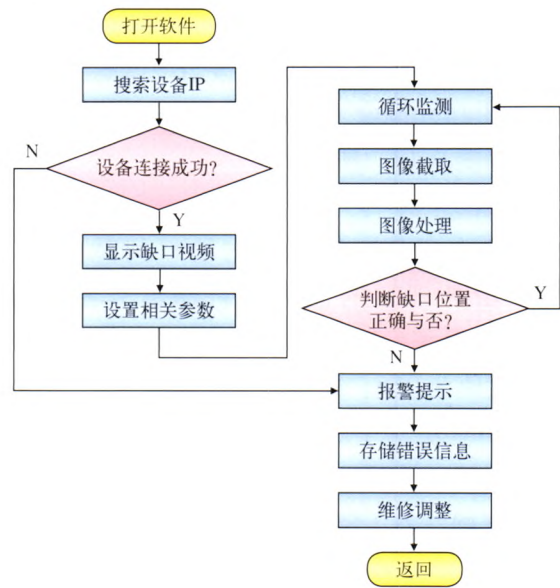 打开软件
搜索设备IP
设备连接成功?
N
Y
显示缺口视频
设置相关参数
循环监测
图像截取
图像处理
判断缺口位置
正确与否?
Y
N
报警提示
存储错误信息
维修调整
返回